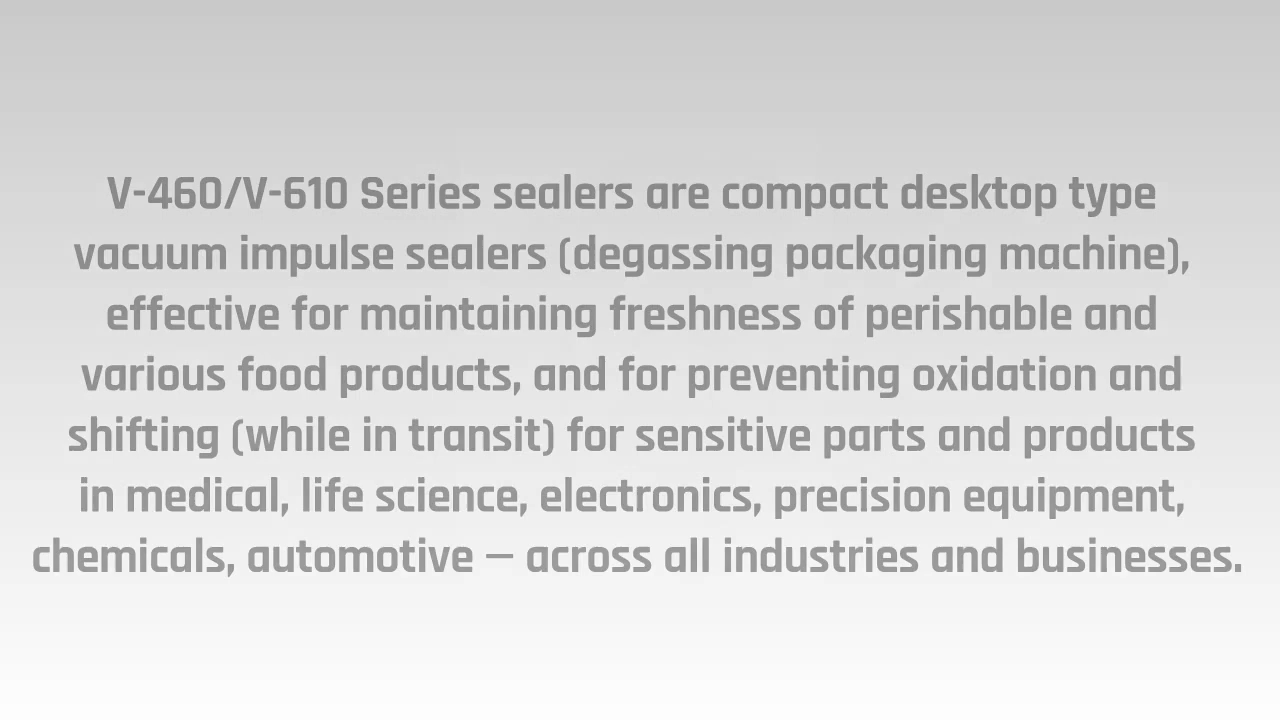 V-460/V-610 Series sealers are compact desktop type
vacuum impulse sealers (degassing packaging machine),
effective for maintaining freshness of perishable and
various food products, and for preventing oxidation and
shifting (while in transit) for sensitive parts and products
in medical, life science, electronics, precision equipment,
chemicals, automotive — across all industries and businesses.